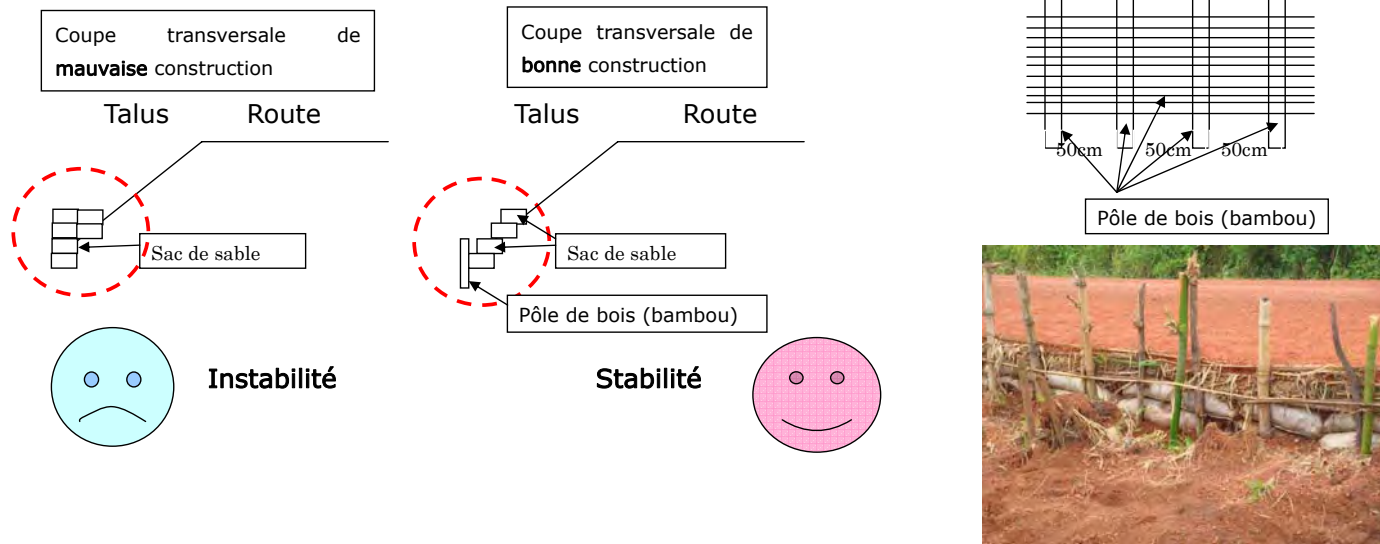 Coupe transversale de
mauvaise construction
Talus Route
Sac de sable
Instabilité
Coupe transversale de
bonne construction
Talus Route
Sac de sable
Pôle de bois (bambou)
Stabilité
50cm 50cm 50cm
Pôle de bois (bambou)